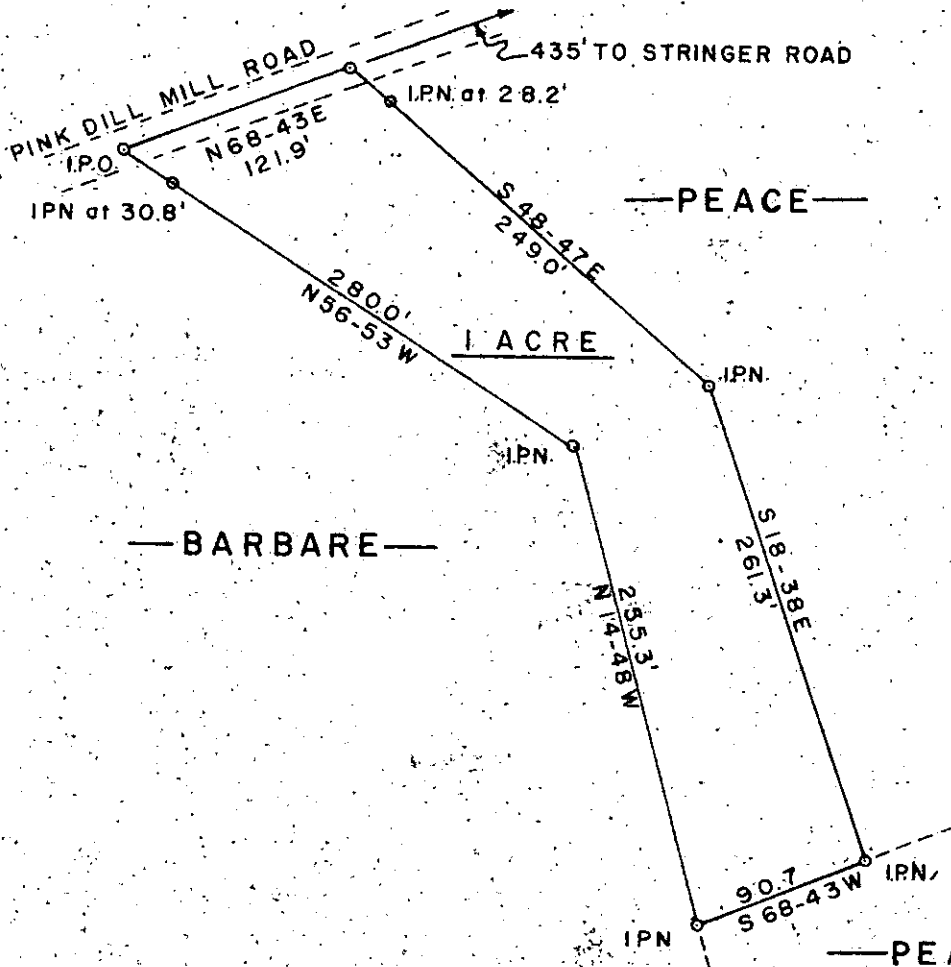 435' TO STRINGER ROAD
PINK DILL MILL ROAD
I.P.N. at 28.2'
N68-43E
121.9'
I.P.O.
IPN at 30.8'
S 48-47E
249.0'
—PEACE—
280.0'
N56-53 W
1 ACRE
I.P.N.
I.P.N.
—BARBARE—
S 18-38E
261.3'
255.3'
N 14-48 W
90.7
S 68-43W
I.P.N.
IPN